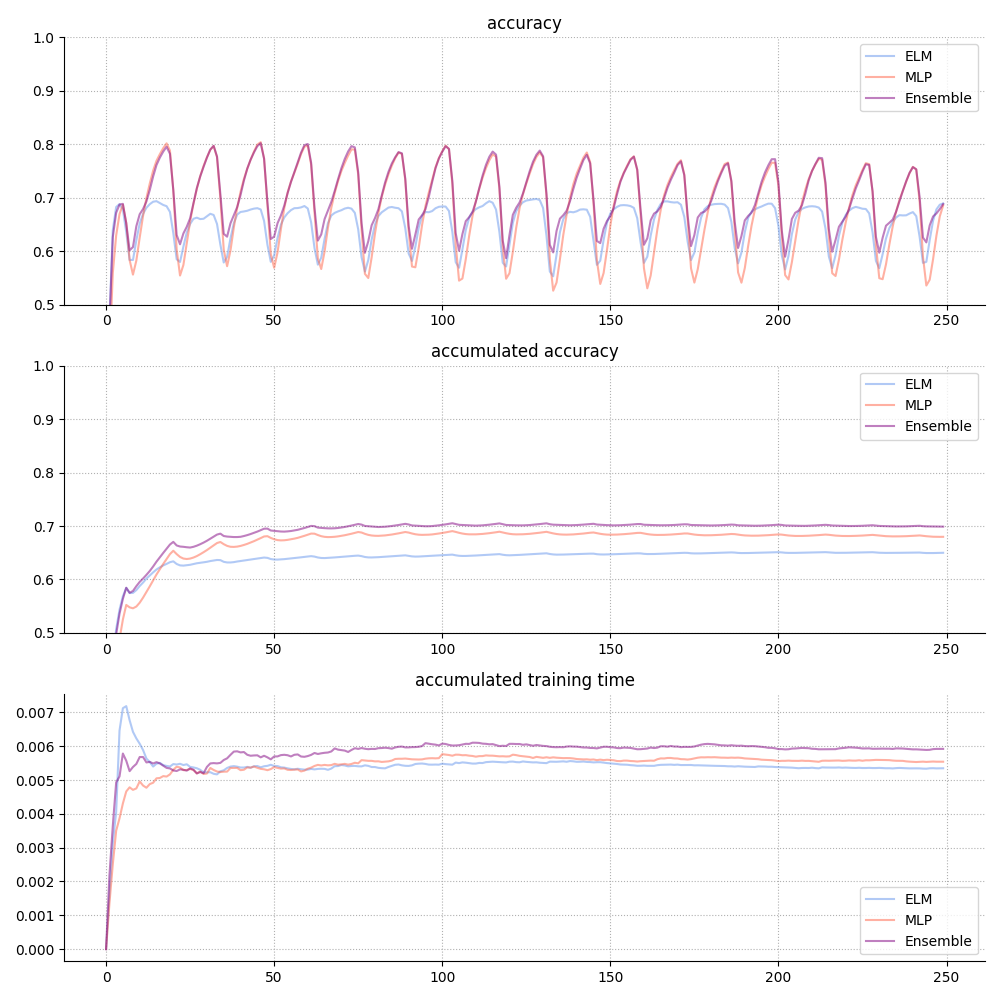 accuracy
1.0
0.9
0.8
0.7
0.6
0.5
0 50 100 150 200 250
ELM
MLP
Ensemble
accumulated accuracy
1.0
0.9
0.8
0.7
0.6
0.5
0 50 100 150 200 250
ELM
MLP
Ensemble
accumulated training time
0.007
0.006
0.005
0.004
0.003
0.002
0.001
0.000
0 50 100 150 200 250
ELM
MLP
Ensemble